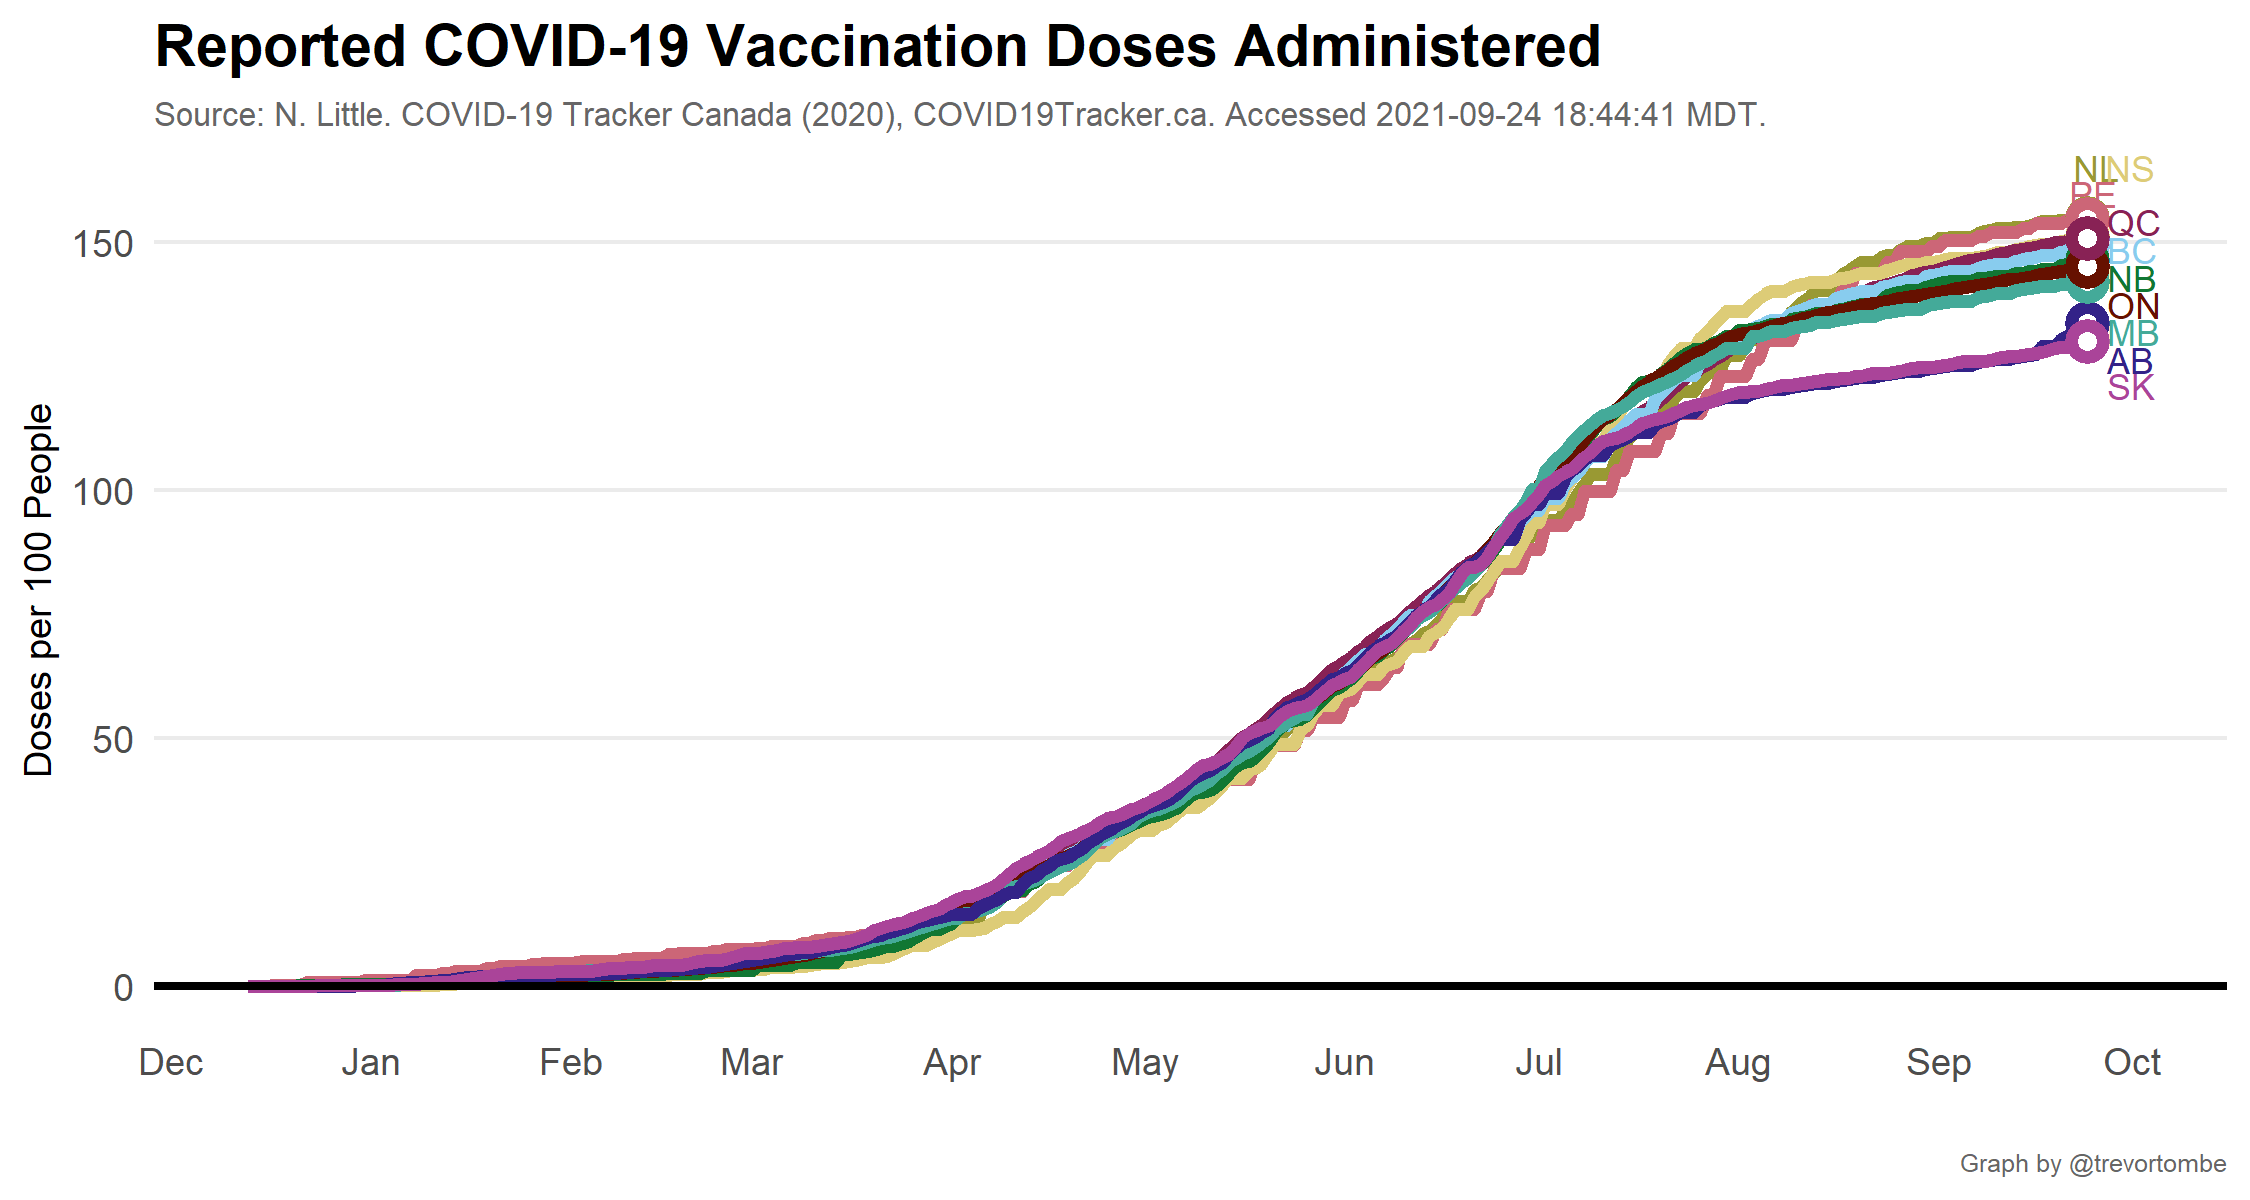 Reported COVID-19 Vaccination Doses Administered
Source: N. Little. COVID-19 Tracker Canada (2020), COVID19Tracker.ca. Accessed 2021-09-24 18:44:41 MDT.
Doses per 100 People
150
100
50
0
NL NS
PE
QC
BC
NB
ON
MB
AB
SK
Dec Jan Feb Mar Apr May Jun Jul Aug Sep Oct
Graph by @trevortombe